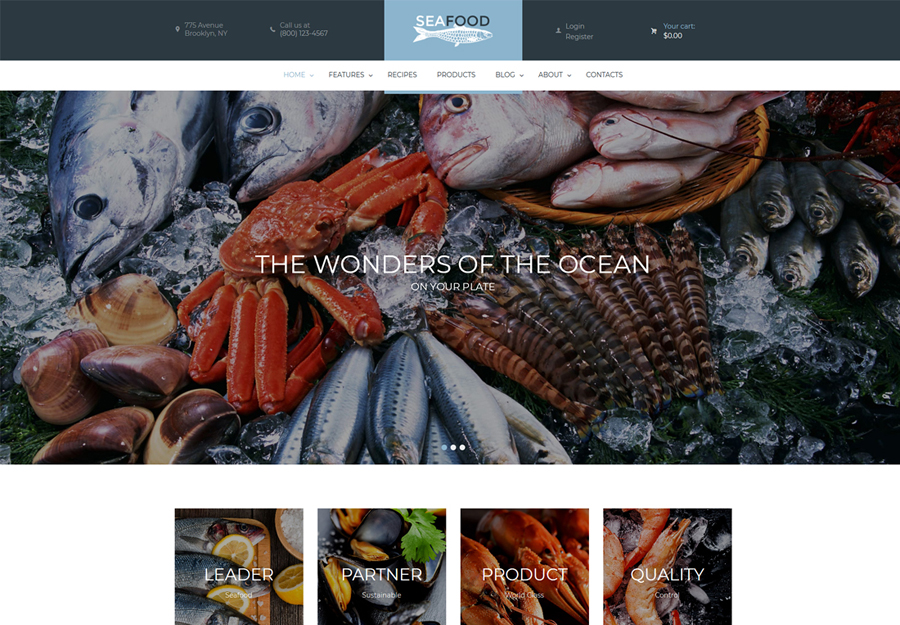 775 Avenue
Brooklyn, NY
Call us at
(800) 123-4567
SEAFOOD
Login
Register
Your cart:
$0.00
HOME FEATURES RECIPES PRODUCTS BLOG ABOUT CONTACTS
THE WONDERS OF THE OCEAN
ON YOUR PLATE
LEADER
Seafood
PARTNER
Sustainable
PRODUCT
World Class
QUALITY
Control